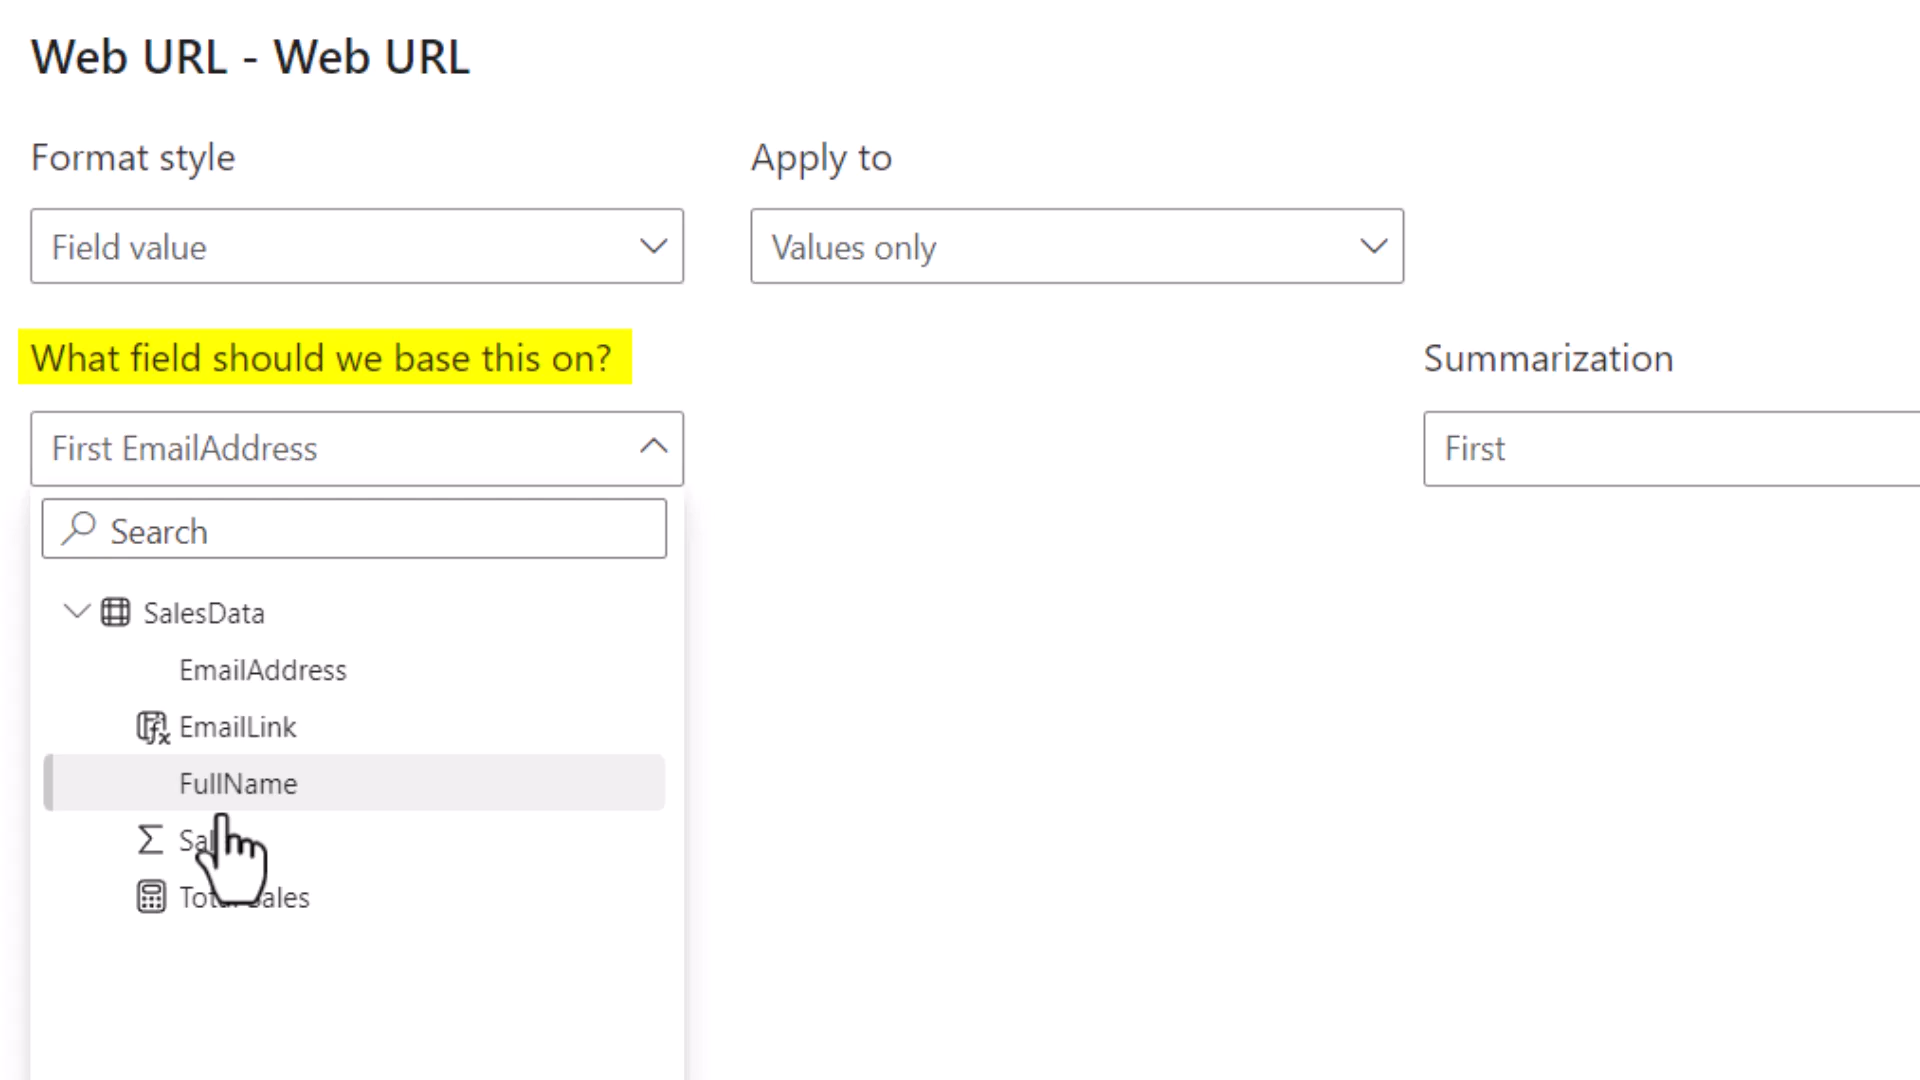 Web URL - Web URL
Format style
Apply to
Field value
Values only
What field should we base this on?
Summarization
First EmailAddress
First
Search
SalesData
EmailAddress
EmailLink
FullName